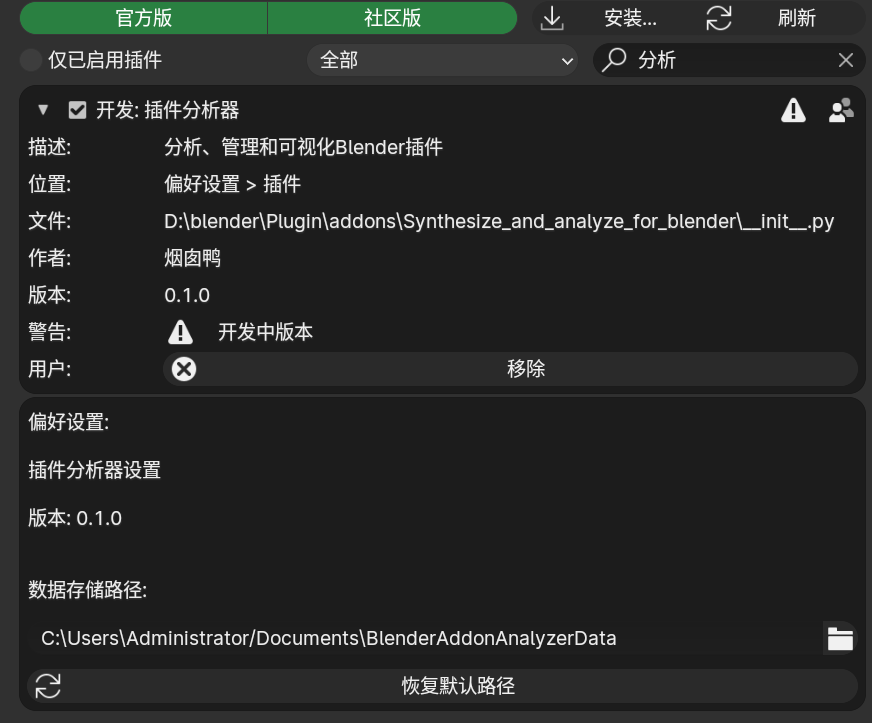 官方版 社区版 安装... 刷新
仅已启用插件 全部 分析
开发: 插件分析器
描述: 分析、管理和可视化Blender插件
位置: 偏好设置 > 插件
文件: D:\blender\Plugin\addons\Synthesize_and_analyze_for_blender\__init__.py
作者: 烟囱鸭
版本: 0.1.0
警告: 开发中版本
用户: 移除
偏好设置:
插件分析器设置
版本: 0.1.0
数据存储路径:
C:\Users\Administrator/Documents\BlenderAddonAnalyzerData
恢复默认路径